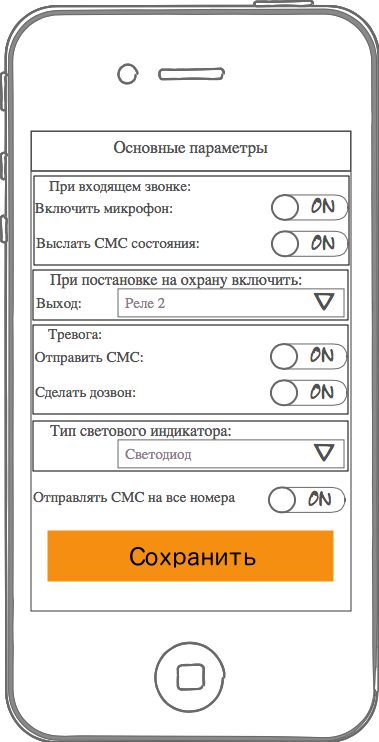 Основные параметры
При входящем звонке:
Включить микрофон: ON
Выслать СМС состояния: ON
При постановке на охрану включить:
Выход: Реле 2
Тревога:
Отправить СМС: ON
Сделать дозвон: ON
Тип светового индикатора:
Светодиод
Отправлять СМС на все номера ON
Сохранить